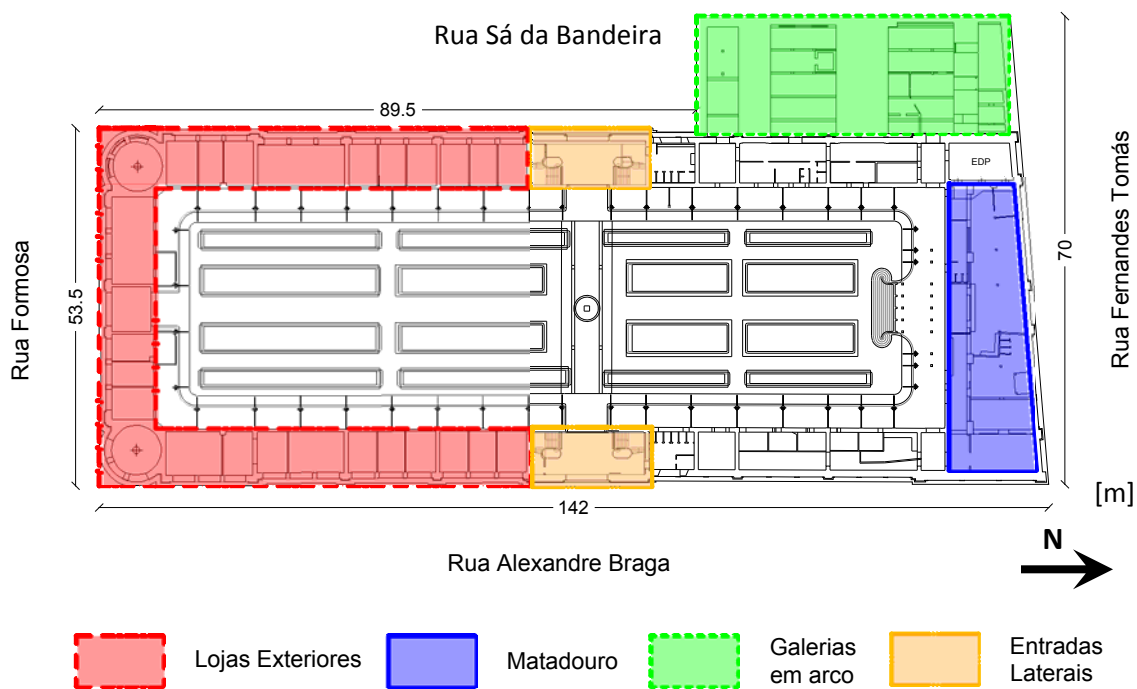 Rua Sá da Bandeira
89.5
EDP
Rua Formosa
53.5
70
Rua Fernandes Tomás
142
[m]
Rua Alexandre Braga
N
Lojas Exteriores
Matadouro
Galerias
em arco
Entradas
Laterais